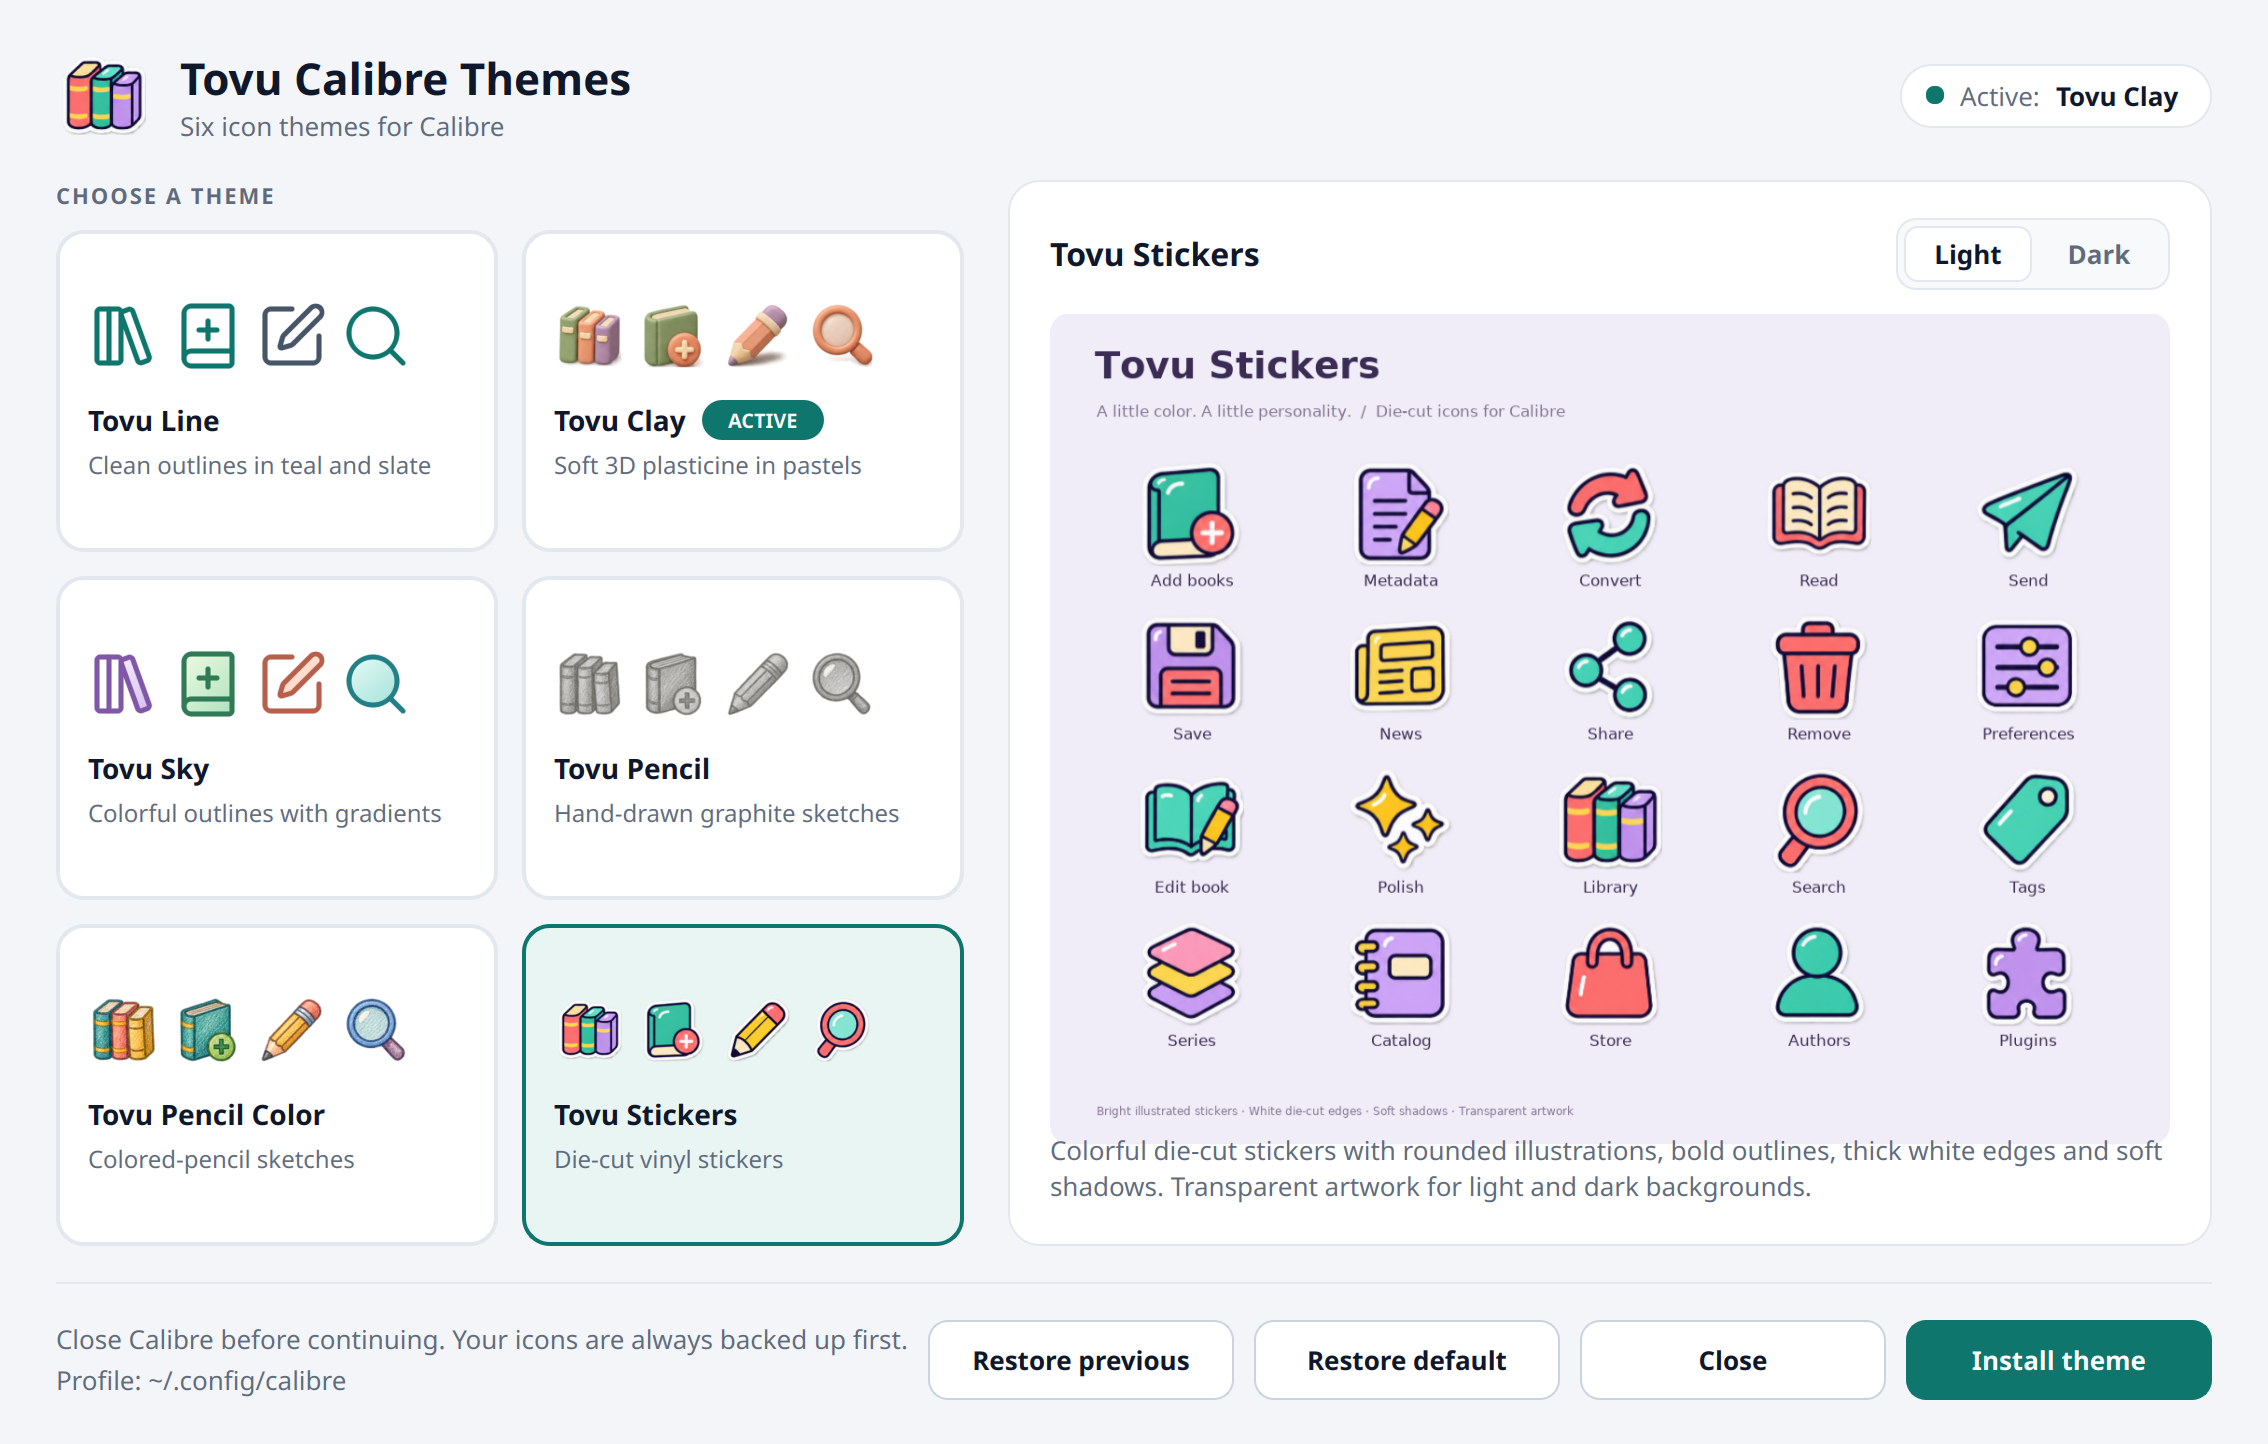 Tovu Calibre Themes
Six icon themes for Calibre
Active: Tovu Clay
CHOOSE A THEME
Tovu Line
Clean outlines in teal and slate
Tovu Clay ACTIVE
Soft 3D plasticine in pastels
Tovu Sky
Colorful outlines with gradients
Tovu Pencil
Hand-drawn graphite sketches
Tovu Pencil Color
Colored-pencil sketches
Tovu Stickers
Die-cut vinyl stickers
Tovu Stickers
Light Dark
Tovu Stickers
A little color. A little personality. / Die-cut icons for Calibre
Add books Metadata Convert Read Send
Save News Share Remove Preferences
Edit book Polish Library Search Tags
Series Catalog Store Authors Plugins
Bright illustrated stickers · White die-cut edges · Soft shadows · Transparent artwork
Colorful die-cut stickers with rounded illustrations, bold outlines, thick white edges and soft
shadows. Transparent artwork for light and dark backgrounds.
Close Calibre before continuing. Your icons are always backed up first.
Profile: ~/.config/calibre
Restore previous Restore default Close Install theme